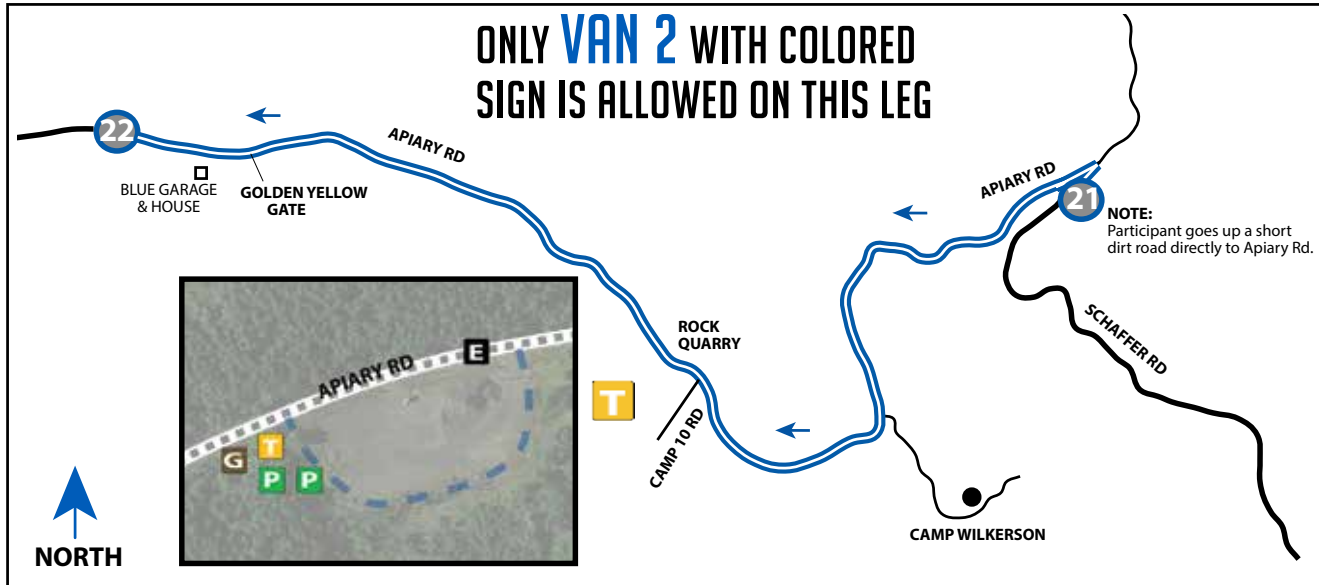 ONLY VAN 2 WITH COLORED
SIGN IS ALLOWED ON THIS LEG
22
BLUE GARAGE
& HOUSE
GOLDEN YELLOW
GATE
APIARY RD
APIARY RD
21
NOTE:
Participant goes up a short
dirt road directly to Apiary Rd.
SCHAFFER RD
ROCK
QUARRY
CAMP 10 RD
T
CAMP WILKERSON
APIARY RD
E
G
T
P
P
NORTH